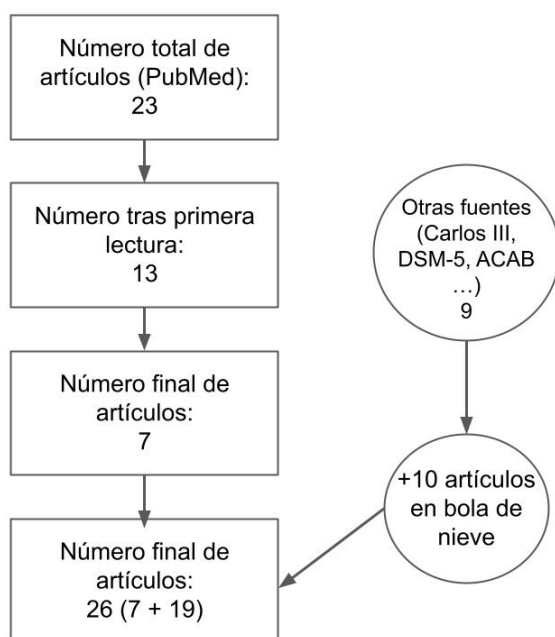 Número total de
artículos (PubMed):
23
Número tras primera
lectura:
13
Número final de
artículos:
7
Número final de
artículos:
26 (7 + 19)
Otras fuentes
(Carlos III,
DSM-5, ACAB
…)
9
+10 artículos
en bola de
nieve